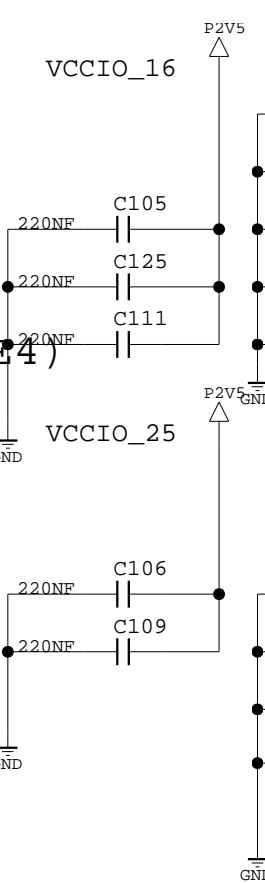 P2V5
VCCIO_16
C105
220NF
C125
220NF
C111
220NF
E4)
P2V5
GND
VCCIO_25
GND
C106
220NF
C109
220NF
GND
GND